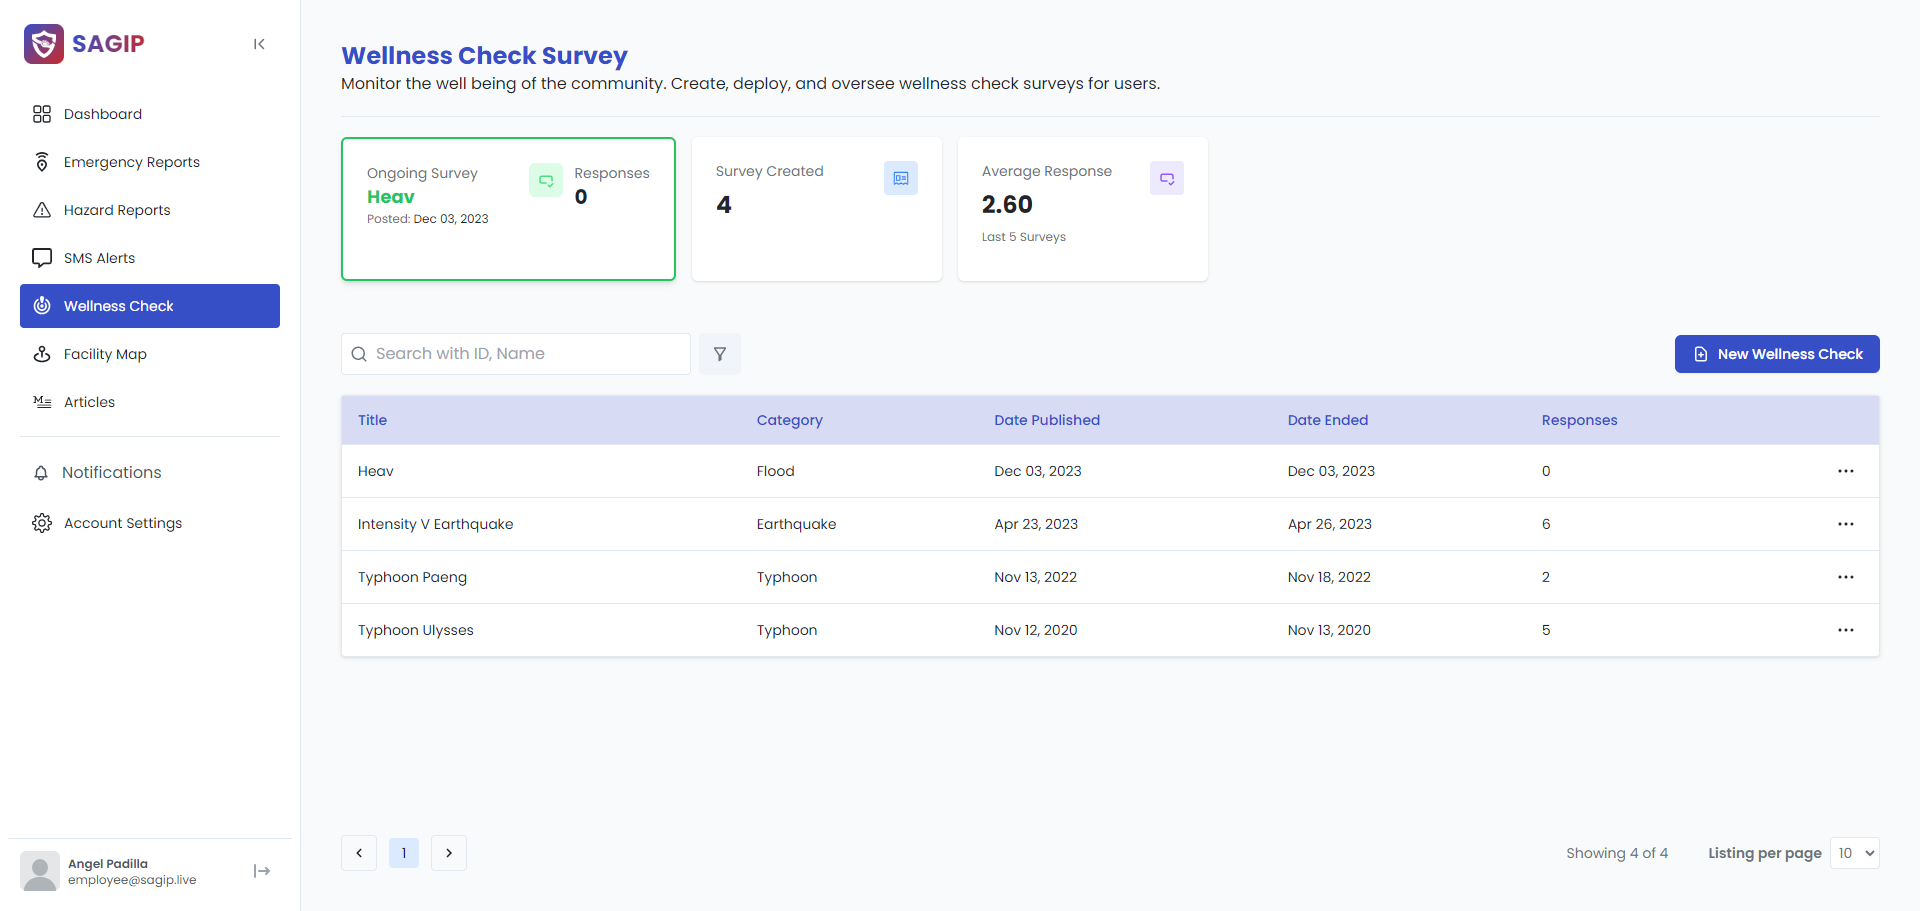 SAGIP
Dashboard
Emergency Reports
Hazard Reports
SMS Alerts
Wellness Check
Facility Map
Articles
Notifications
Account Settings
Angel Padilla
employee@sagip.live
Wellness Check Survey
Monitor the well being of the community. Create, deploy, and oversee wellness check surveys for users.
Ongoing Survey
Heav
Posted: Dec 03, 2023
Responses
0
Survey Created
4
Average Response
2.60
Last 5 Surveys
Search with ID, Name
New Wellness Check
Title Category Date Published Date Ended Responses
Heav Flood Dec 03, 2023 Dec 03, 2023 0
Intensity V Earthquake Earthquake Apr 23, 2023 Apr 26, 2023 6
Typhoon Paeng Typhoon Nov 13, 2022 Nov 18, 2022 2
Typhoon Ulysses Typhoon Nov 12, 2020 Nov 13, 2020 5
1
Showing 4 of 4 Listing per page 10